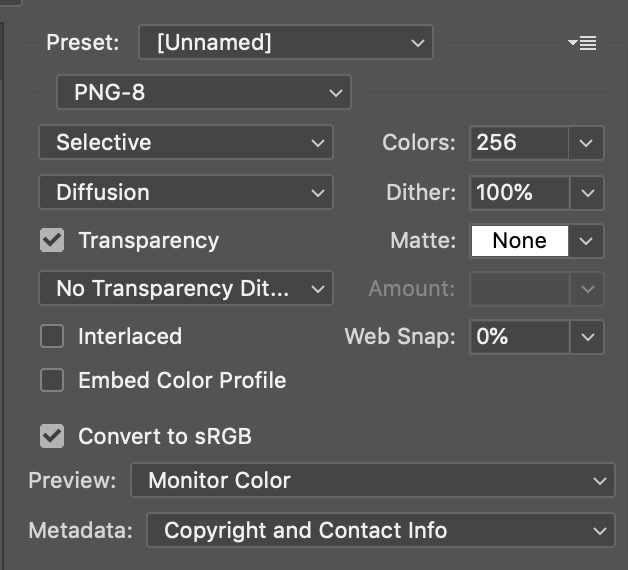 Preset: [Unnamed]
PNG-8
Selective Colors: 256
Diffusion Dither: 100%
Transparency Matte: None
No Transparency Dit... Amount:
Interlaced Web Snap: 0%
Embed Color Profile
Convert to sRGB
Preview: Monitor Color
Metadata: Copyright and Contact Info